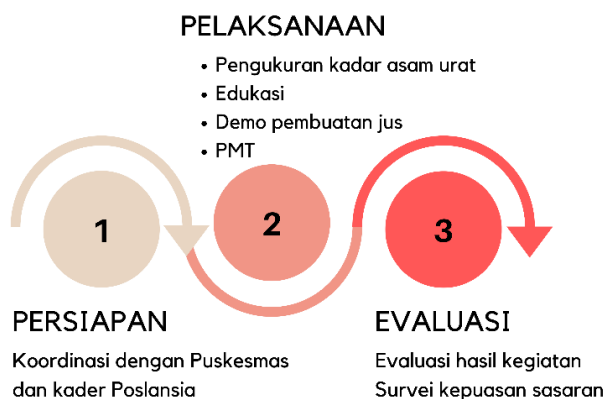 PELAKSANAAN
• Pengukuran kadar asam urat
• Edukasi
• Demo pembuatan jus
• PMT
1
2
3
PERSIAPAN
Koordinasi dengan Puskesmas
dan kader Poslansia
EVALUASI
Evaluasi hasil kegiatan
Survei kepuasan sasaran